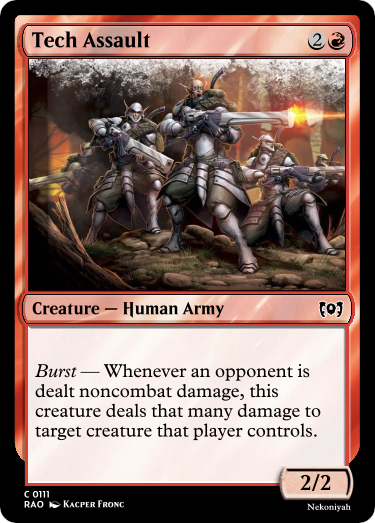 Tech Assault 2
Creature — Human Army
Burst — Whenever an opponent is
dealt noncombat damage, this
creature deals that many damage to
target creature that player controls.
2/2
C 0111
RAO Kacper Fronc
Nekoniyah